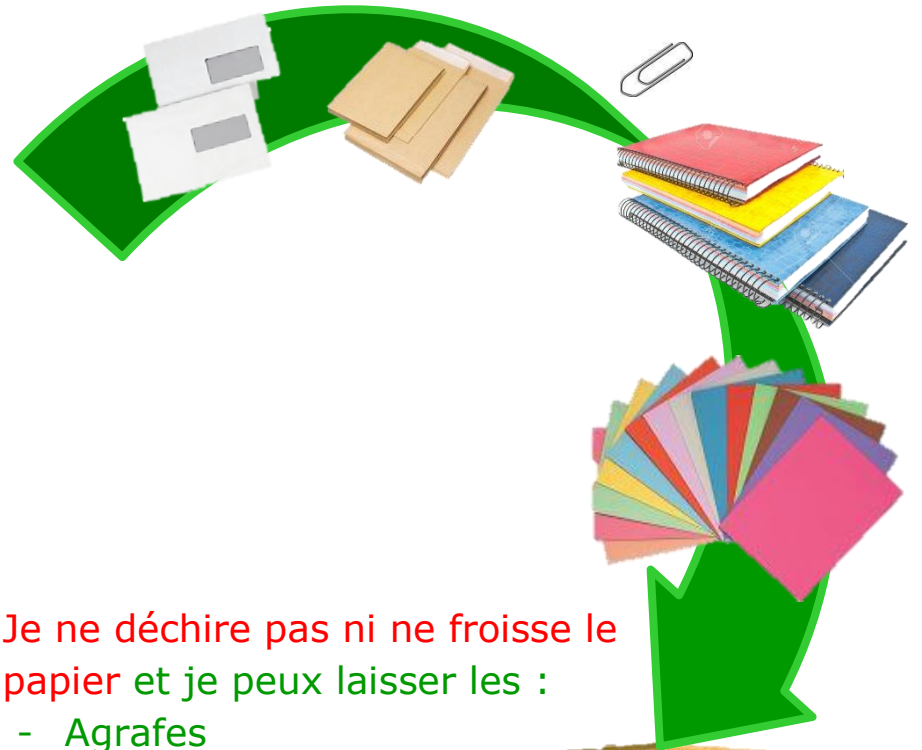 Je ne déchire pas ni ne froisse le
papier et je peux laisser les :
- Agrafes